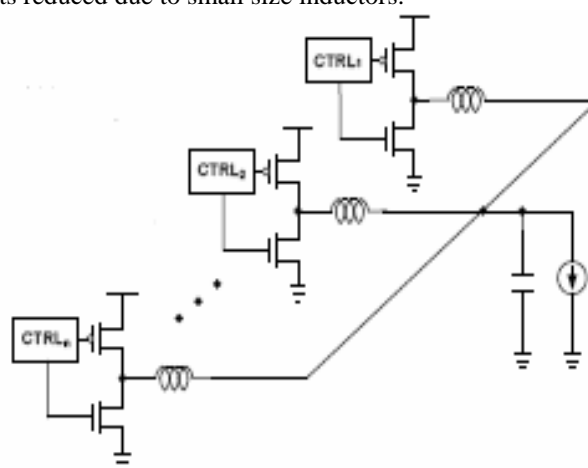 ts reduced due to small size inductors.
CTRL₁
CTRL₂
CTRLₙ